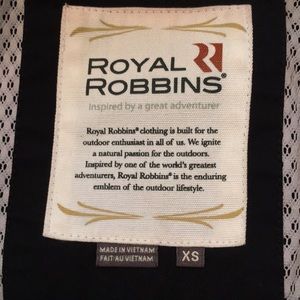 ROYAL
ROBBINS®
Inspired by a great adventurer
Royal Robbins® clothing is built for the
outdoor enthusiast in all of us. We ignite
a natural passion for the outdoors.
Inspired by one of the world's greatest
adventurers, Royal Robbins® is the enduring
emblem of the outdoor lifestyle.
MADE IN VIETNAM
FAIT AU VIETNAM
XS